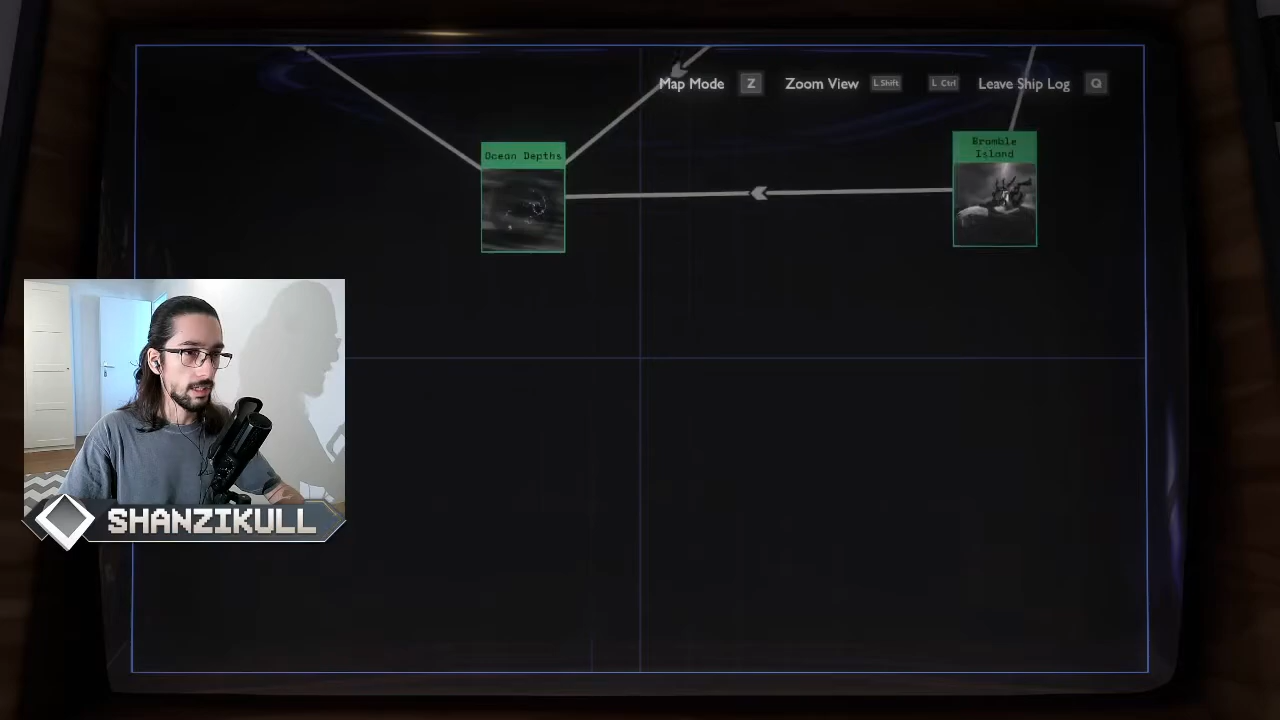 Map Mode Z Zoom View L Shift L Ctrl Leave Ship Log Q
Ocean Depths
Bramble
Island
SHANZIKULL